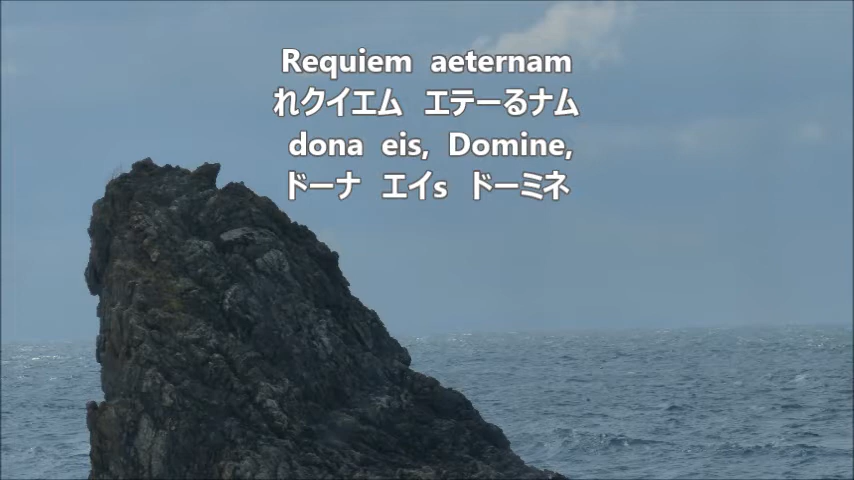 Requiem aeternam
れクイエム エテーるナム
dona eis, Domine,
ドーナ エイs ドーミネ